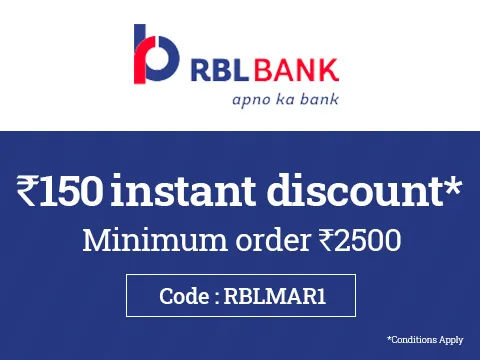 RBL BANK
apno ka bank
₹150 instant discount*
Minimum order ₹2500
Code : RBLMAR1
*Conditions Apply